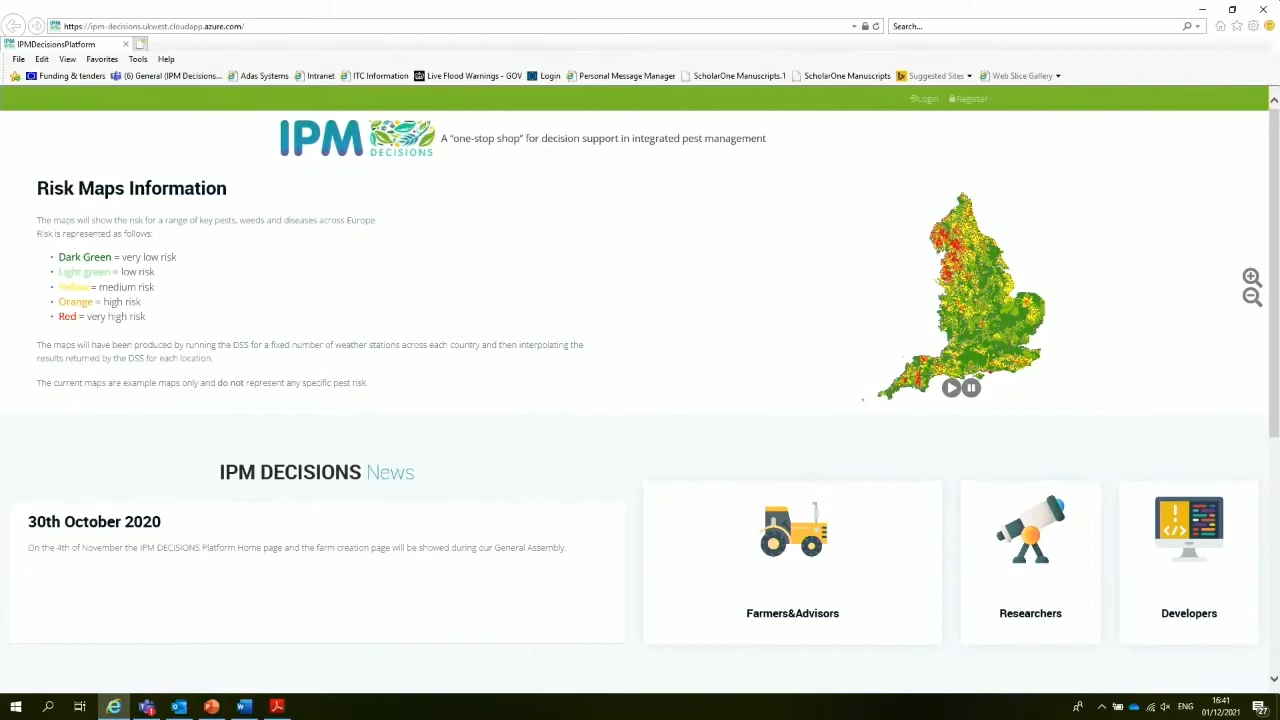 https://ipm-decisions.ukwest.cloudapp.azure.com/
Search...
IPMDecisionsPlatform
File Edit View Favorites Tools Help
Funding & tenders (6) General (IPM Decisions... Adas Systems Intranet ITC Information Live Flood Warnings - GOV Login Personal Message Manager ScholarOne Manuscripts.1 ScholarOne Manuscripts Suggested Sites Web Slice Gallery
Login Register
IPM DECISIONS A "one-stop shop" for decision support in integrated pest management
Risk Maps Information
The maps will show the risk for a range of key pests, weeds and diseases across Europe.
Risk is represented as follows:
• Dark Green = very low risk
• Light green = low risk
• Yellow = medium risk
• Orange = high risk
• Red = very high risk
The maps will have been produced by running the DSS for a fixed number of weather stations across each country and then interpolating the
results returned by the DSS for each location.
The current maps are example maps only and do not represent any specific pest risk.
IPM DECISIONS News
30th October 2020
On the 4th of November the IPM DECISIONS Platform Home page and the farm creation page will be showed during our General Assembly.
Farmers&Advisors
Researchers
Developers
ENG
16:41
01/12/2021
27